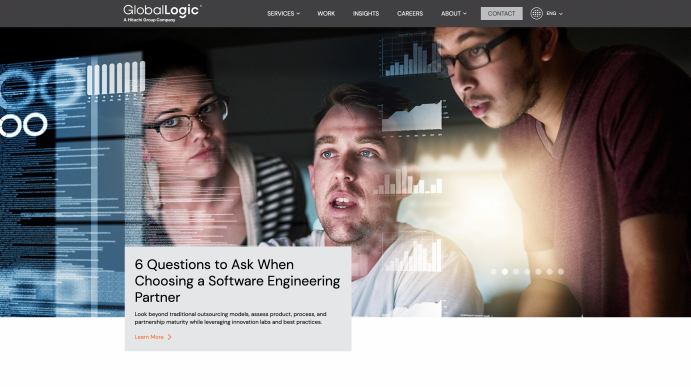 GlobalLogic
A Hitachi Group Company
SERVICES WORK INSIGHTS CAREERS ABOUT CONTACT ENG
6 Questions to Ask When
Choosing a Software Engineering
Partner
Look beyond traditional outsourcing models, assess product, process, and
partnership maturity while leveraging innovation labs and best practices.
Learn More